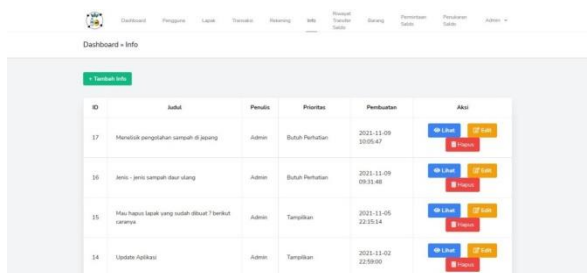 Dashboard Pengguna Lapak Transaksi Rekening Info Riwayat Transfer Saldo Barang Permintaan Saldo Penukaran Saldo Admin
Dashboard » Info
+ Tambah Info
ID Judul Penulis Prioritas Pembuatan Aksi
17 Menelisik pengolahan sampah di jepang Admin Butuh Perhatian 2021-11-09 10:05:47 Lihat Edit Hapus
16 Jenis - jenis sampah daur ulang Admin Butuh Perhatian 2021-11-09 09:31:48 Lihat Edit Hapus
15 Mau hapus lapak yang sudah dibuat ? berikut caranya Admin Tampilkan 2021-11-05 22:15:14 Lihat Edit Hapus
14 Update Aplikasi Admin Tampilkan 2021-11-02 22:59:00 Lihat Edit Hapus